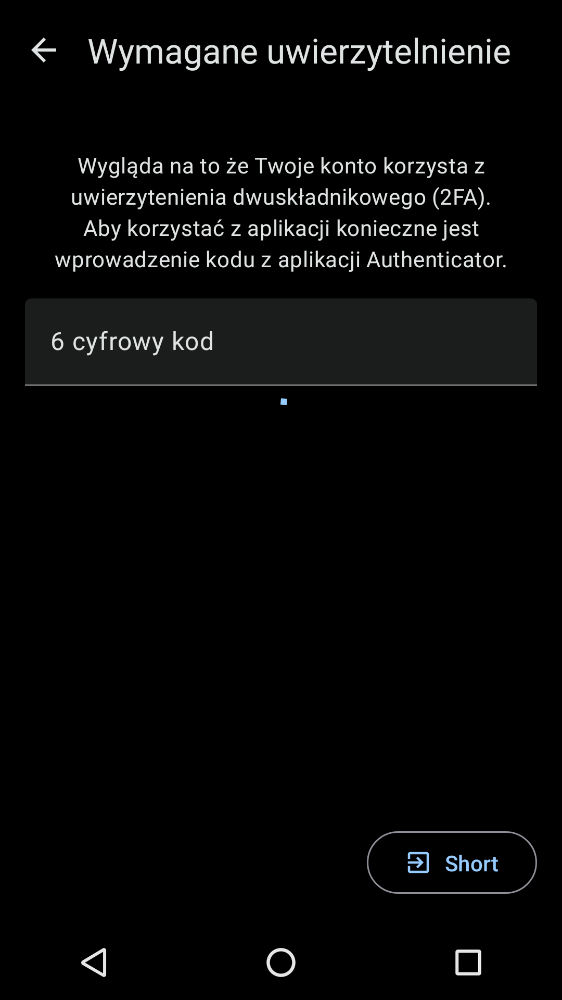 Wymagane uwierzytelnienie
Wygląda na to że Twoje konto korzysta z
uwierzytenienia dwuskładnikowego (2FA).
Aby korzystać z aplikacji konieczne jest
wprowadzenie kodu z aplikacji Authenticator.
6 cyfrowy kod
Short